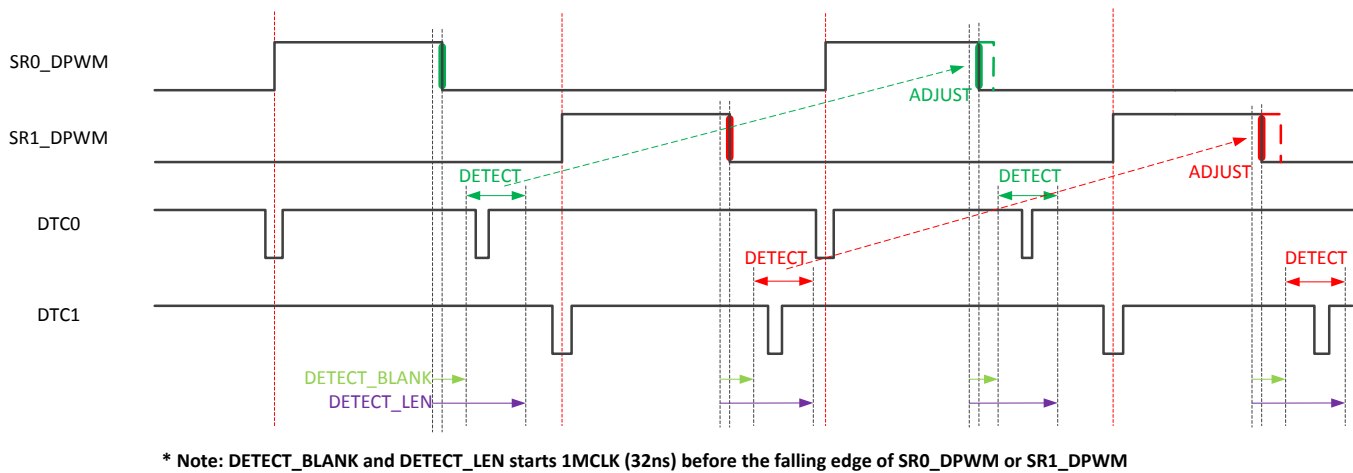 SR0_DPWM
ADJUST
SR1_DPWM
ADJUST
DETECT
DETECT
DTC0
DETECT
DETECT
DTC1
DETECT_BLANK
DETECT_LEN
* Note: DETECT_BLANK and DETECT_LEN starts 1MCLK (32ns) before the falling edge of SR0_DPWM or SR1_DPWM